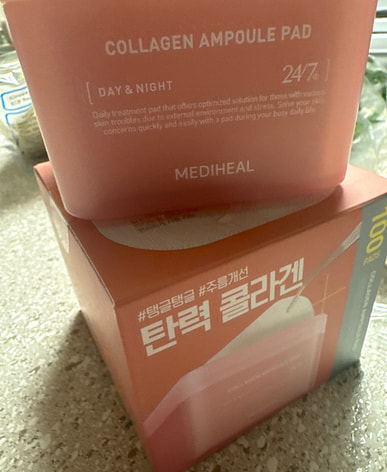 COLLAGEN AMPOULE PAD
[ DAY & NIGHT 24/7 ]
Daily treatment pad that offers optimized solution for those with various
skin troubles due to external environment and stress. Solve your skin
concerns quickly and easily with a pad during your busy daily life.
MEDIHEAL
#탱글탱글 #주름개선
탄력 콜라겐
100
PADS